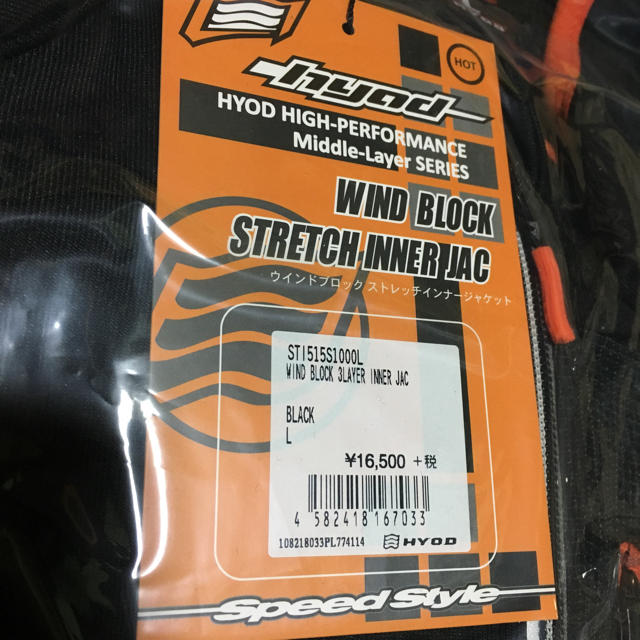 HOT
hyod
HYOD HIGH-PERFORMANCE
Middle-Layer SERIES
WIND BLOCK
STRETCH INNER JAC
ウインドブロック ストレッチインナージャケット
STI515S1000L
WIND BLOCK 3LAYER INNER JAC
BLACK
L
¥16,500 +税
4 582418 167033
108218033PL774114 HYOD
Speed Style